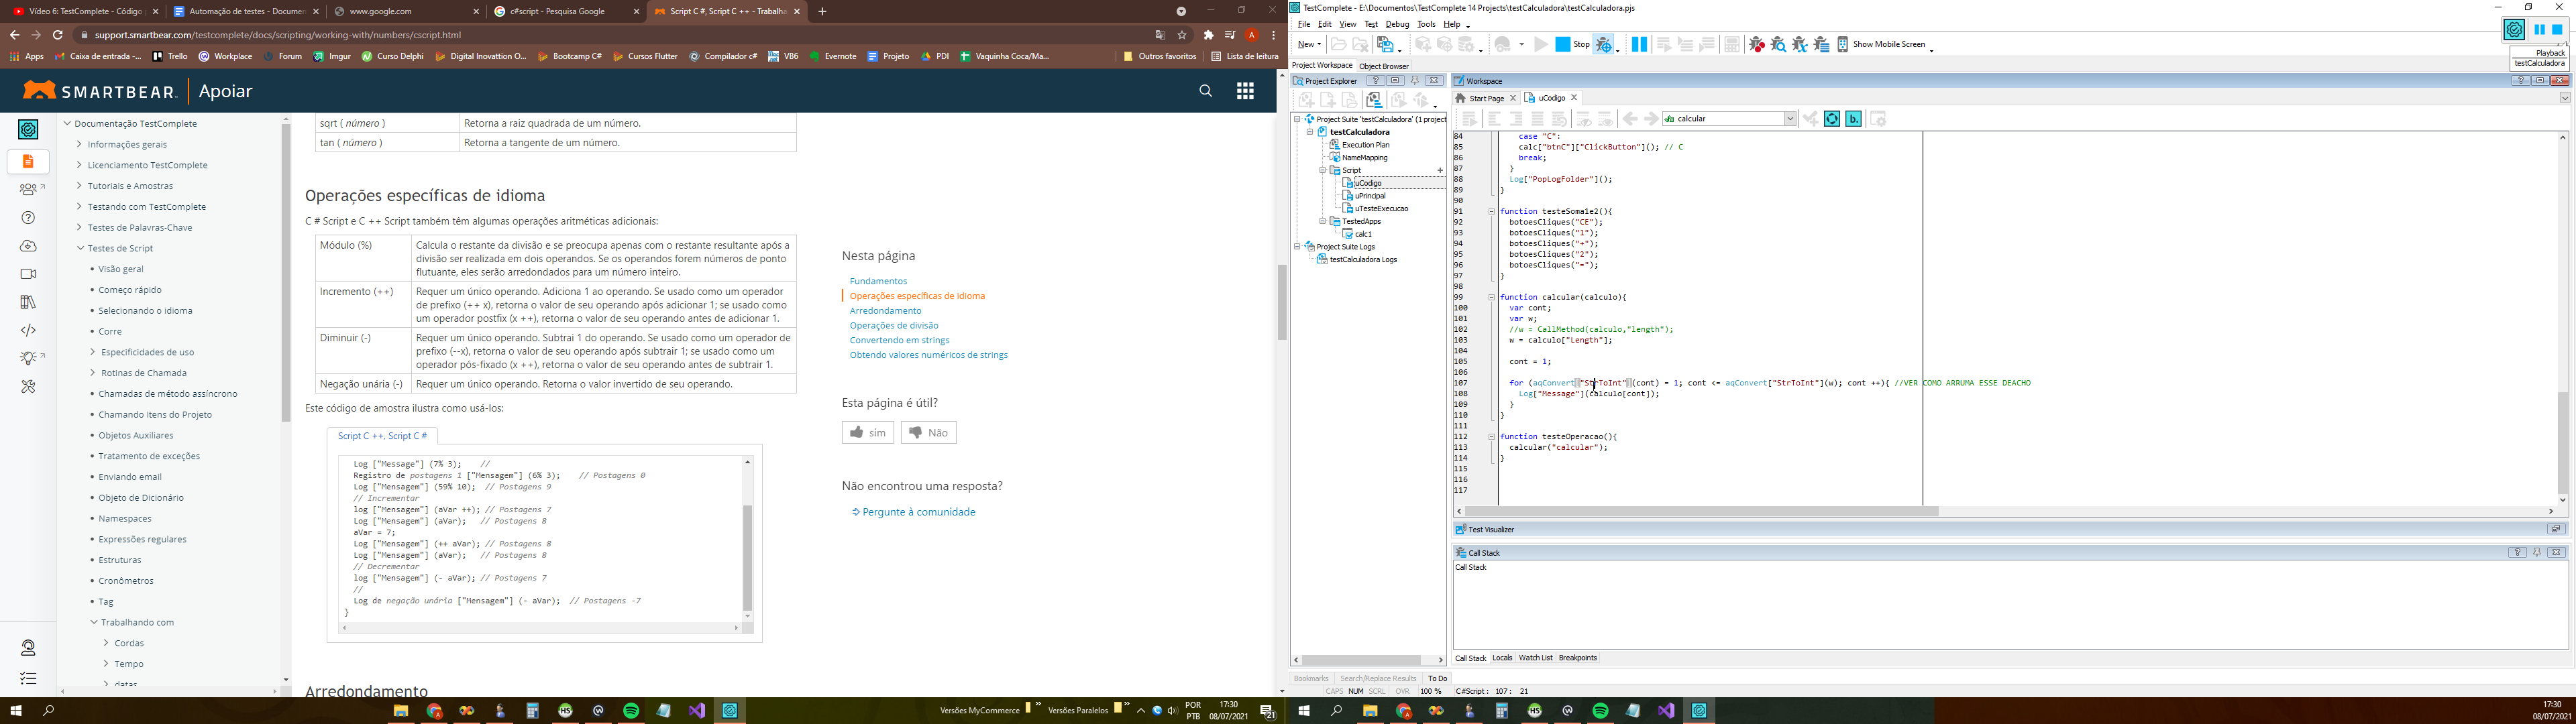 Vídeo 6: TestComplete - Código
Automação de testes - Documen
www.google.com
c#script - Pesquisa Google
Script C #, Script C ++ - Trabalha
support.smartbear.com/testcomplete/docs/scripting/working-with/numbers/cscript.html
Apps
Caixa de entrada -...
Trello
Workplace
Forum
Imgur
Curso Delphi
Digital Inovattion O...
Bootcamp C#
Cursos Flutter
Compilador c#
VB6
Evernote
Projeto
PDI
Vaquinha Coca/Ma...
Outros favoritos
Lista de leitura
SMARTBEAR
Apoiar
Documentação TestComplete
Informações gerais
Licenciamento TestComplete
Tutoriais e Amostras
Testando com TestComplete
Testes de Palavras-Chave
Testes de Script
Visão geral
Começo rápido
Selecionando o idioma
Corre
Especificidades de uso
Rotinas de Chamada
Chamadas de método assíncrono
Chamando Itens do Projeto
Objetos Auxiliares
Tratamento de exceções
Enviando email
Objeto de Dicionário
Namespaces
Expressões regulares
Estruturas
Cronômetros
Tag
Trabalhando com
Cordas
Tempo
datas
sqrt ( número ) Retorna a raiz quadrada de um número.
tan ( número ) Retorna a tangente de um número.
Operações específicas de idioma
C # Script e C ++ Script também têm algumas operações aritméticas adicionais:
Módulo (%) Calcula o restante da divisão e se preocupa apenas com o restante resultante após a
divisão ser realizada em dois operandos. Se os operandos forem números de ponto
flutuante, eles serão arredondados para um número inteiro.
Incremento (++) Requer um único operando. Adiciona 1 ao operando. Se usado como um operador
de prefixo (++ x), retorna o valor de seu operando após adicionar 1; se usado como
um operador postfix (x ++), retorna o valor de seu operando antes de adicionar 1.
Diminuir (-) Requer um único operando. Subtrai 1 do operando. Se usado como um operador de
prefixo (--x), retorna o valor de seu operando após subtrair 1; se usado como um
operador pós-fixado (x ++), retorna o valor de seu operando antes de subtrair 1.
Negação unária (-) Requer um único operando. Retorna o valor invertido de seu operando.
Este código de amostra ilustra como usá-los:
Script C ++, Script C #
Log ["Message"] (7% 3); //
Registro de postagens 1 ["Mensagem"] (6% 3); // Postagens 0
Log ["Mensagem"] (59% 10); // Postagens 9
// Incrementar
log ["Mensagem"] (aVar ++); // Postagens 7
Log ["Mensagem"] (aVar); // Postagens 8
aVar = 7;
Log ["Mensagem"] (++ aVar); // Postagens 8
Log ["Mensagem"] (aVar); // Postagens 8
// Decrementar
log ["Mensagem"] (- aVar); // Postagens 7
//
Log de negação unária ["Mensagem"] (- aVar); // Postagens -7
}
Arredondamento
Nesta página
Fundamentos
Operações específicas de idioma
Arredondamento
Operações de divisão
Convertendo em strings
Obtendo valores numéricos de strings
Esta página é útil?
sim
Não
Não encontrou uma resposta?
Pergunte à comunidade
Versões MyCommerce
Versões Paralelos
POR
PTB
17:30
08/07/2021
21
TestComplete - E:\Documentos\TestComplete 14 Projects\testCalculadora\testCalculadora.pjs
File Edit View Test Debug Tools Help
New
Stop
Show Mobile Screen
Playback
testCalculadora
Project Workspace
Object Browser
Project Explorer
Project Suite 'testCalculadora' (1 project
testCalculadora
Execution Plan
NameMapping
Script
uCodigo
uPrincipal
uTesteExecucao
TestedApps
calc1
Project Suite Logs
testCalculadora Logs
Workspace
Start Page
uCodigo
calcular
84 case "C":
85 calc["btnC"]["ClickButton"](); // C
86 break;
87 }
88 Log["PopLogFolder"]();
89 }
90
91 function testeSoma1e2(){
92 botoesCliques("CE");
93 botoesCliques("1");
94 botoesCliques("+");
95 botoesCliques("2");
96 botoesCliques("=");
97 }
98
99 function calcular(calculo){
100 var cont;
101 var w;
102 //w = CallMethod(calculo,"length");
103 w = calculo["Length"];
104
105 cont = 1;
106
107 for (aqConvert["StrToInt"](cont) = 1; cont <= aqConvert["StrToInt"](w); cont ++){ //VER COMO ARRUMA ESSE DEACHO
108 Log["Message"](calculo[cont]);
109 }
110 }
111
112 function testeOperacao(){
113 calcular("calcular");
114 }
115
116
117
Test Visualizer
Call Stack
Call Stack
Call Stack Locals Watch List Breakpoints
Bookmarks Search/Replace Results To Do
CAPS NUM SCRL OVR 100 % C#Script : 107 : 21
17:30
08/07/2021